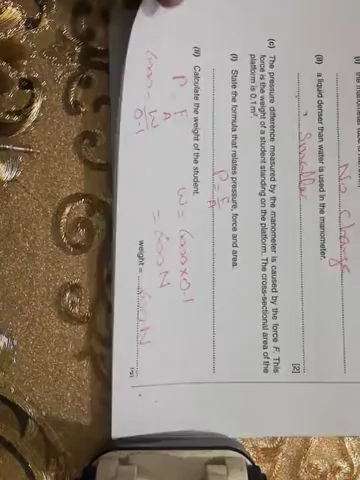 No change
(ii) a liquid denser than water is used in the manometer.
Smaller
[2]
(c) The pressure difference measured by the manometer is caused by the force F. This
force is the weight of a student standing on the platform. The cross-sectional area of the
platform is 0.1 m².
(i) State the formula that relates pressure, force and area.
P = F/A
(ii) Calculate the weight of the student.
P = F/A
W = 6000 x 0.1
6000 = W/0.1
= 600 N
weight = 600 N